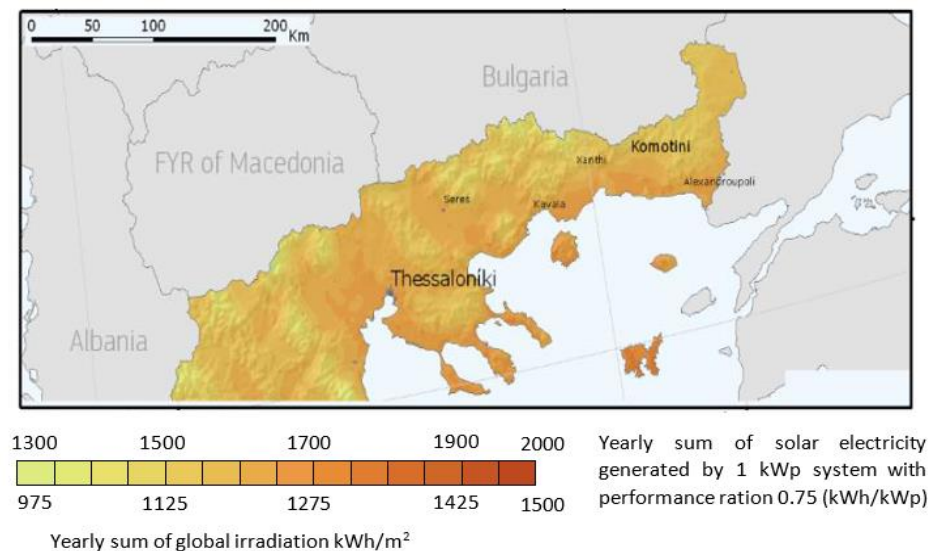 0 50 100 200
Km
Bulgaria
FYR of Macedonia
Komotini
Xanthi
Alexandroupoli
Seres
Kavala
Thessaloníki
Albania
1300 1500 1700 1900 2000
975 1125 1275 1425 1500
Yearly sum of solar electricity
generated by 1 kWp system with
performance ration 0.75 (kWh/kWp)
Yearly sum of global irradiation kWh/m²